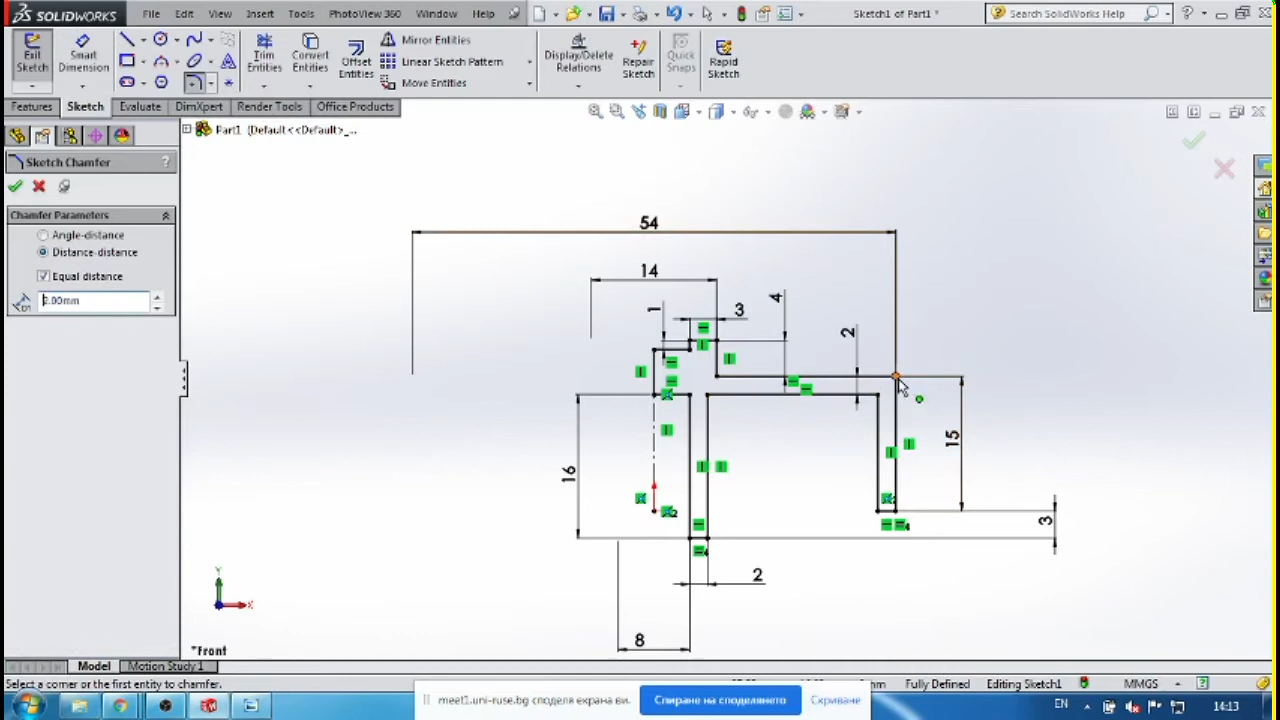 SOLIDWORKS File Edit View Insert Tools PhotoView 360 Window Help Sketch1 of Part1 * Search SolidWorks Help
Exit Sketch
Smart Dimension
Trim Entities
Convert Entities
Offset Entities
Mirror Entities
Linear Sketch Pattern
Move Entities
Display/Delete Relations
Repair Sketch
Quick Snaps
Rapid Sketch
Features Sketch Evaluate DimXpert Render Tools Office Products
Part1 (Default<<Default>_...
Sketch Chamfer ?
Chamfer Parameters
Angle-distance
Distance-distance
Equal distance
2.00mm
54
14
1
3
4
2
16
15
3
2
8
Y
X
*Front
Model Motion Study 1
Select a corner or the first entity to chamfer. Fully Defined Editing Sketch1 MMGS
meet1.uni-ruse.bg споделя екрана ви. Спиране на споделянето Скриване
EN 14:13